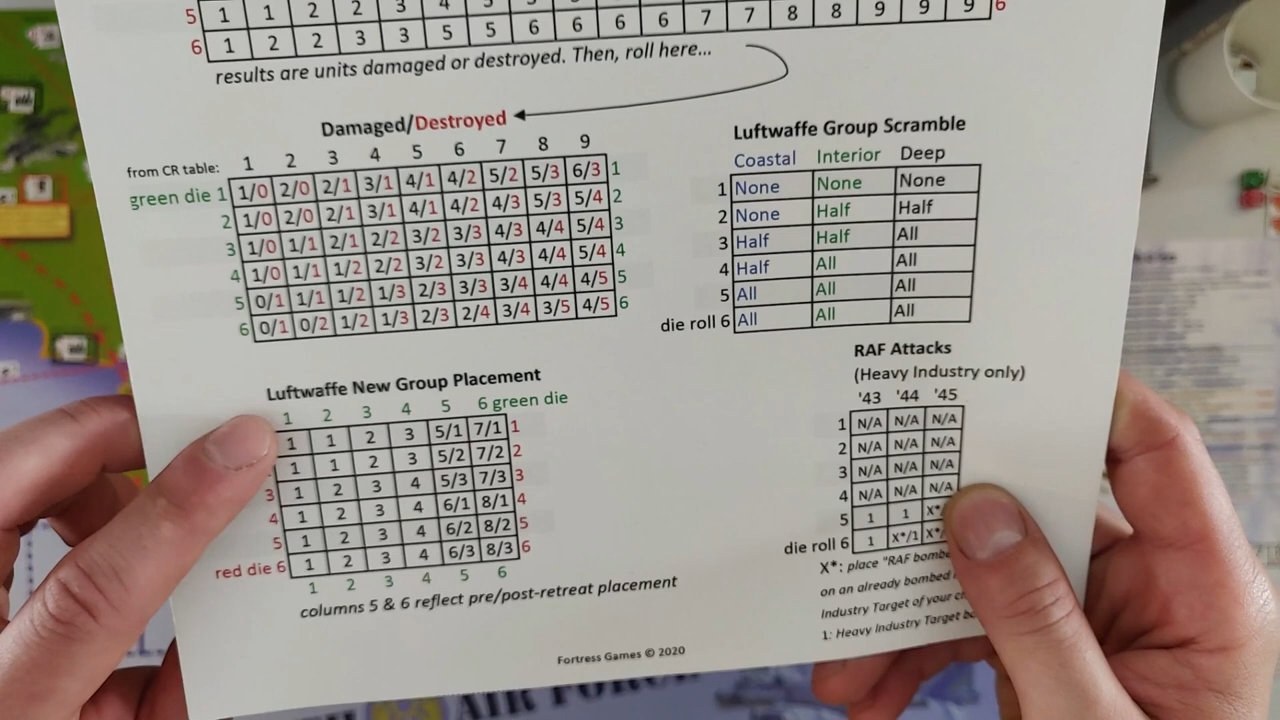 5 1 1 2 2 3 9 9 9 6
6 1 2 2 3 3 5 5 6 6 6 6 7 7 8 8 9 9 9
results are units damaged or destroyed. Then, roll here...
Damaged/Destroyed
from CR table: 1 2 3 4 5 6 7 8 9
green die 1 1/0 2/0 2/1 3/1 4/1 4/2 5/2 5/3 6/3 1
2 1/0 2/0 2/1 3/1 4/1 4/2 4/3 5/3 5/4 2
3 1/0 1/1 2/1 2/2 3/2 3/3 4/3 4/4 5/4 3
4 1/0 1/1 1/2 2/2 3/2 3/3 4/3 4/4 5/4 4
5 0/1 1/1 1/2 1/3 2/3 3/3 3/4 4/4 4/5 5
6 0/1 0/2 1/2 1/3 2/3 2/4 3/4 3/5 4/5 6
Luftwaffe Group Scramble
Coastal Interior Deep
1 None None None
2 None Half Half
3 Half Half All
4 Half All All
5 All All All
die roll 6 All All All
Luftwaffe New Group Placement
1 2 3 4 5 6 green die
1 1 2 3 5/1 7/1 1
1 1 2 3 5/2 7/2 2
3 1 2 3 4 5/3 7/3 3
4 1 2 3 4 6/1 8/1 4
5 1 2 3 4 6/2 8/2 5
red die 6 1 2 3 4 6/3 8/3 6
1 2 3 4 5 6
columns 5 & 6 reflect pre/post-retreat placement
RAF Attacks
(Heavy Industry only)
'43 '44 '45
1 N/A N/A N/A
2 N/A N/A N/A
3 N/A N/A N/A
4 N/A N/A N/A
5 1 1 X*
die roll 6 1 X*/1 X*/
X*: place "RAF bombe
on an already bombed
Industry Target of your
1: Heavy Industry Target
Fortress Games © 2020
AIR FORCE